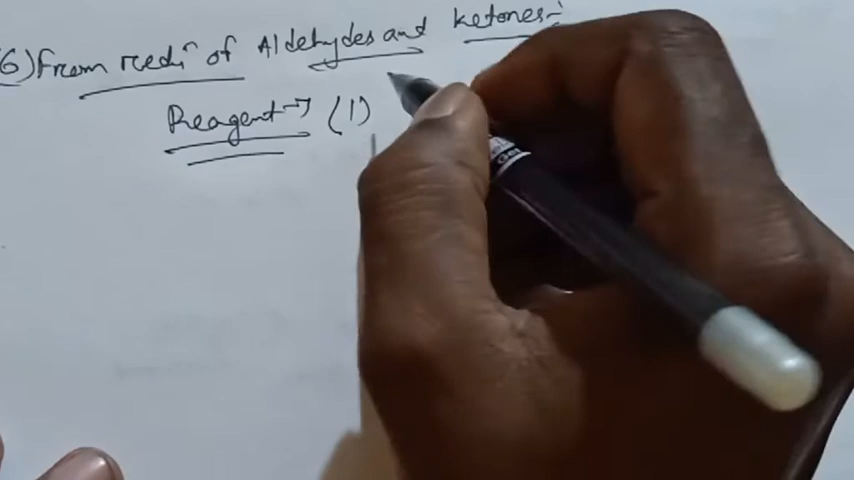 (6) From redⁿ of Aldehydes and ketones:-
Reagent → (1)